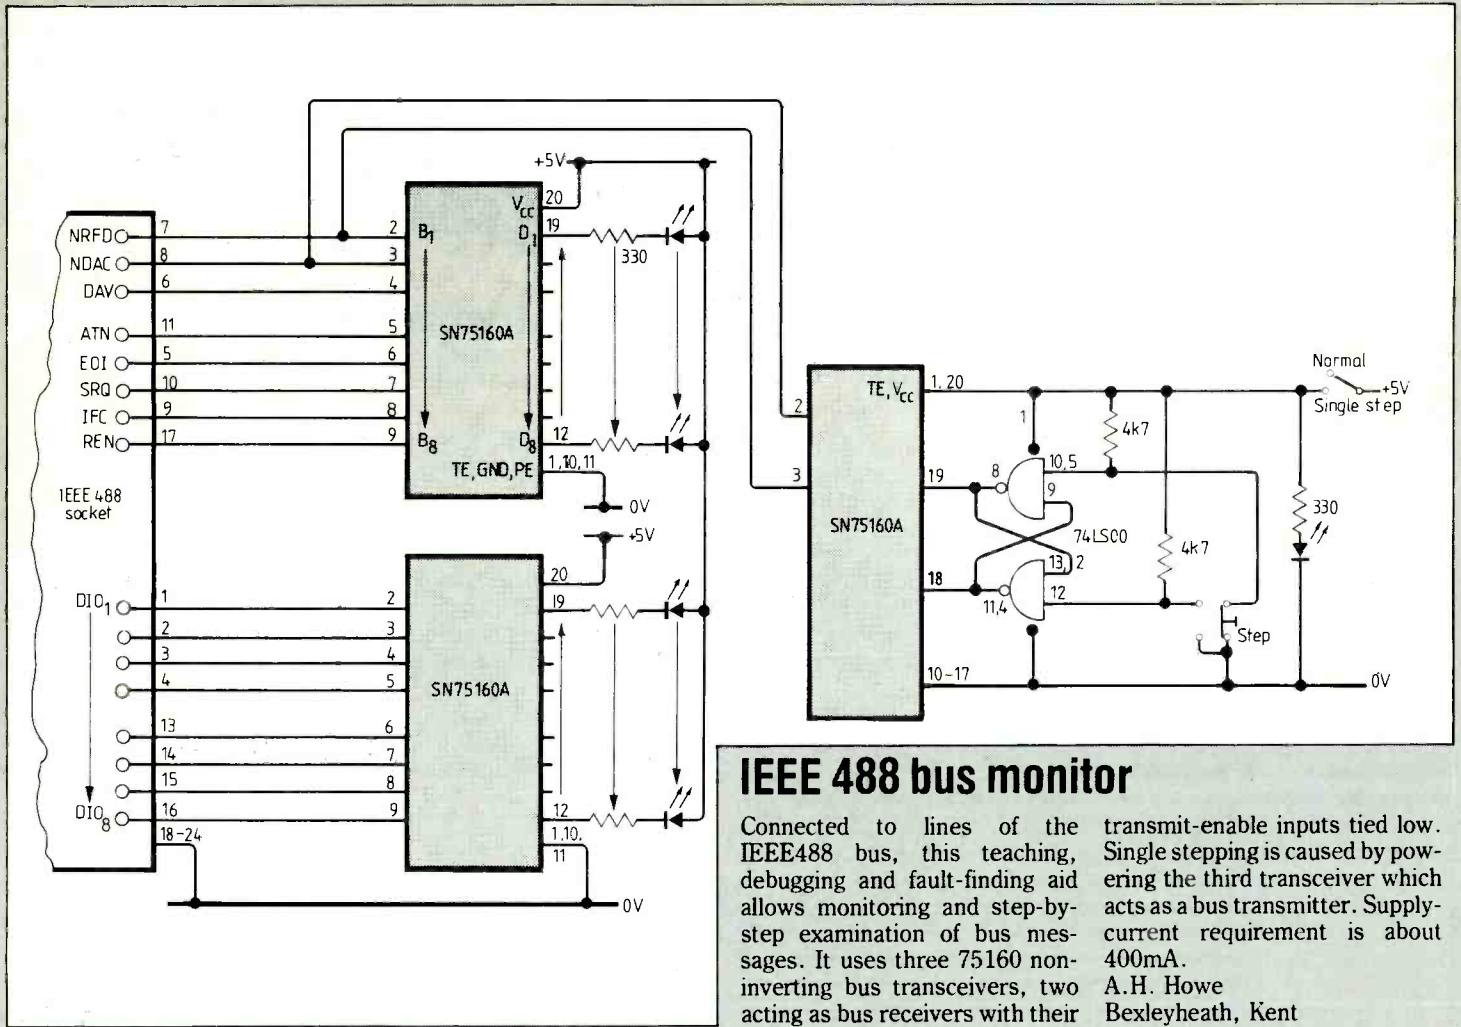 +5V
20
V_CC
7
19
NRFD
2
B_1
D_1
330
8
NDAC
3
6
DAV
4
11
ATN
5
SN75160A
5
EOI
6
10
SRQ
7
9
IFC
8
17
REN
9
B_8
D_8
12
TE, GND, PE
1, 10, 11
IEEE 488
socket
0V
+5V
20
DIO_1
1
2
19
2
3
3
4
4
5
SN75160A
13
6
14
7
15
8
DIO_8
16
9
12
18-24
1,10.
11
0V
Normal
TE, V_CC
1, 20
+5V
Single step
2
1
4k7
8
10,5
3
19
9
330
SN75160A
74LS00
4k7
13, 2
18
11,4
12
Step
10-17
0V
IEEE 488 bus monitor
Connected to lines of the
IEEE488 bus, this teaching,
debugging and fault-finding aid
allows monitoring and step-by-
step examination of bus mes-
sages. It uses three 75160 non-
inverting bus transceivers, two
acting as bus receivers with their
transmit-enable inputs tied low.
Single stepping is caused by pow-
ering the third transceiver which
acts as a bus transmitter. Supply-
current requirement is about
400mA.
A.H. Howe
Bexleyheath, Kent